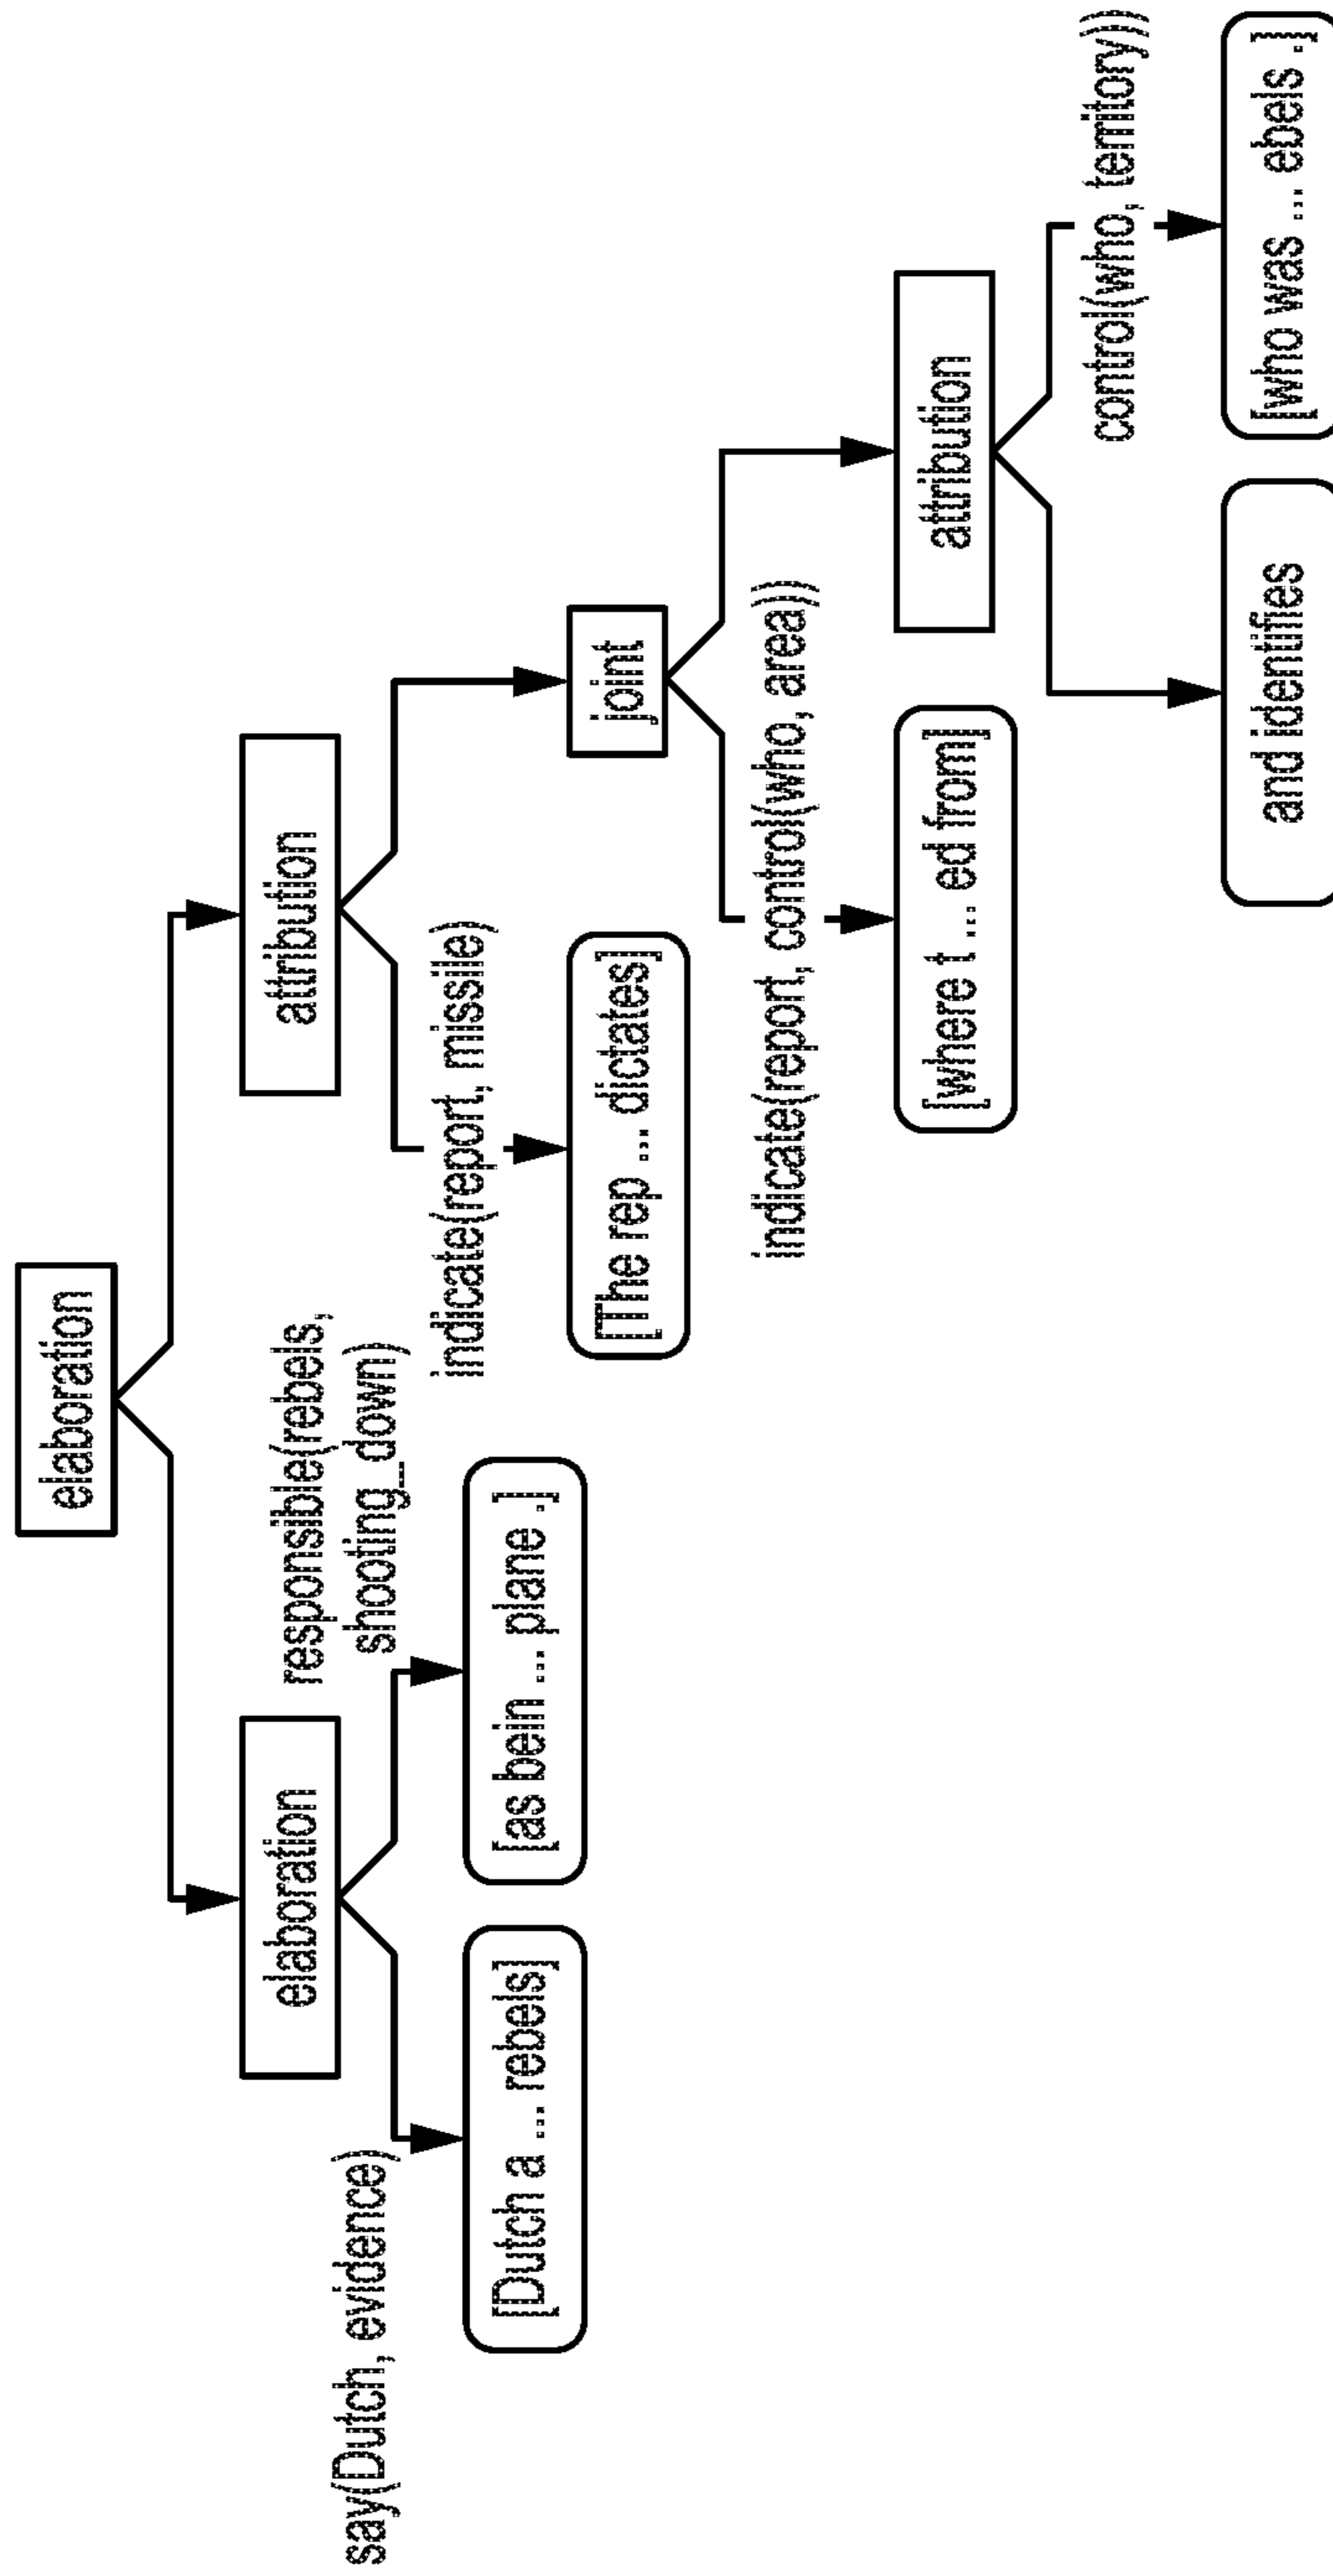 elaboration
elaboration
attribution
say(Dutch, evidence)
responsible(rebels,
shooting_down)
indicate(report, missile)
[Dutch a ... rebels]
[as bein ... plane .]
[The rep ... dictates]
joint
indicate(report, control(who, area))
[where t ... ed from]
attribution
control(who, territory))
and identifies
[who was ... ebels .]